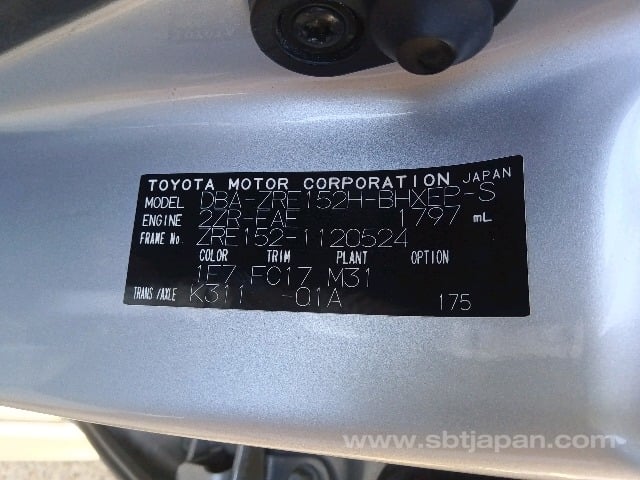 TOYOTA MOTOR CORPORATION JAPAN
MODEL DBA-ZRE152H-BHXEP-S
ENGINE 2ZR-FAE 1797 mL
FRAME No. ZRE152-1120524
COLOR TRIM PLANT OPTION
1F7 FC17 M31
TRANS/AXLE K311 -01A 175
www.sbtjapan.com